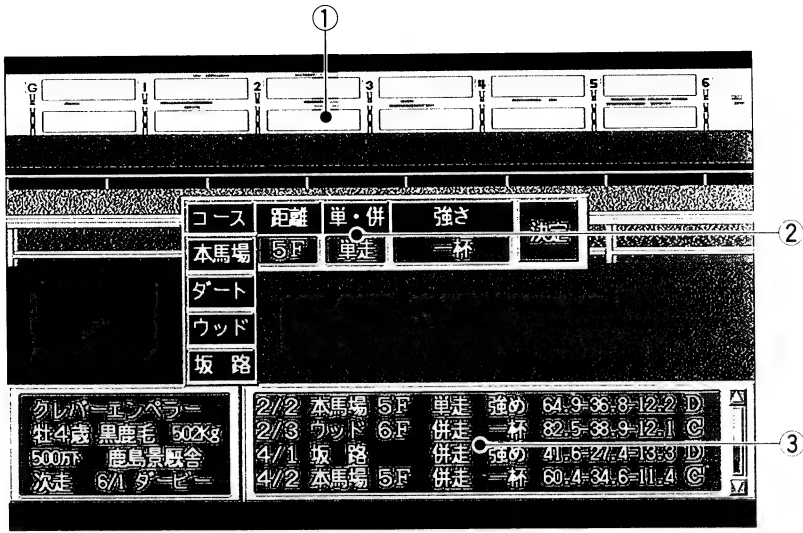 ①
G 1 2 3 4 5 6
コース 距離 単・併 強さ 決定
②
本馬場 5F 単走 一杯
ダート
ウッド
坂 路
クレバーエンペラー
牡4歳 黒鹿毛 502Kg
500万下 鹿島景厩舎
次走 6/1 ダービー
2/2 本馬場 5F 単走 強め 64.9-36.8-12.2 D
2/3 ウッド 6F 併走 一杯 82.5-38.9-12.1 C
4/1 坂 路 併走 強め 41.6-27.4-13.3 D
4/2 本馬場 5F 併走 一杯 60.4-34.6-11.4 C
③